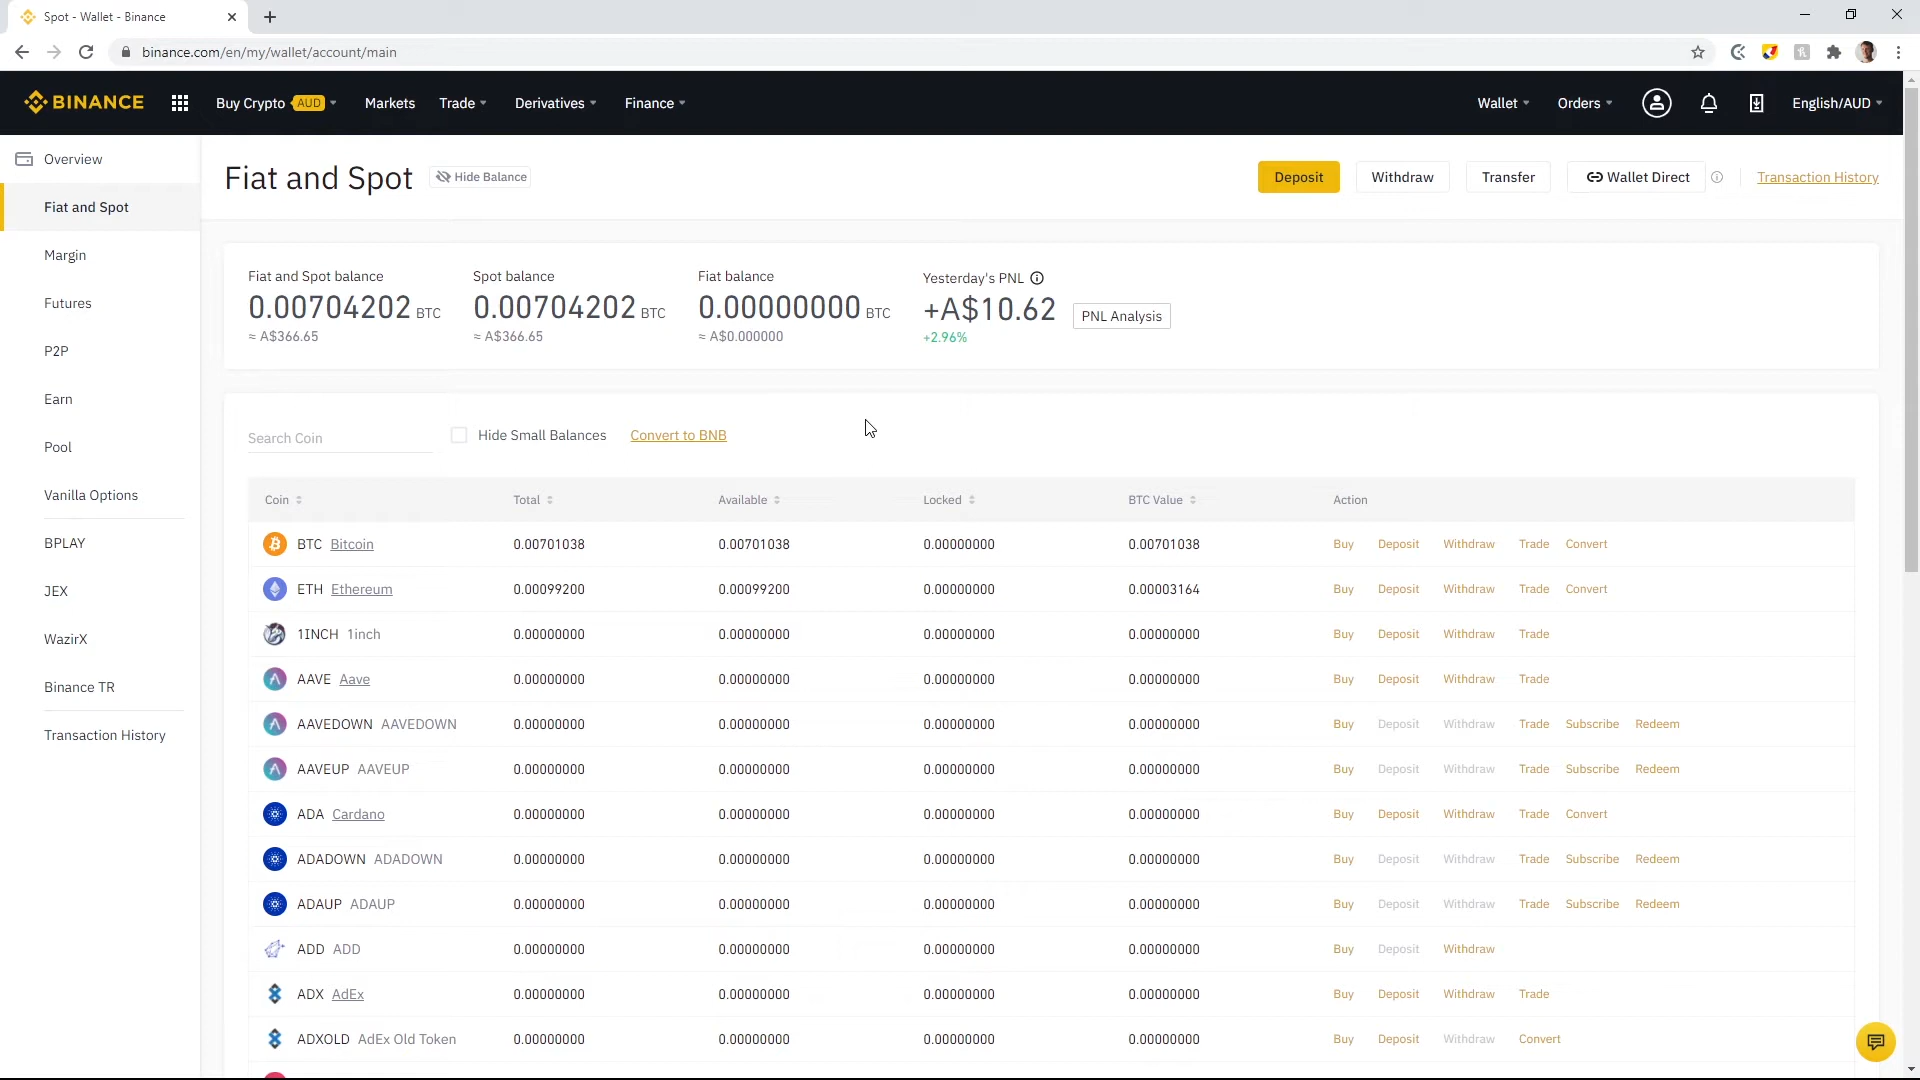 Spot - Wallet - Binance
binance.com/en/my/wallet/account/main
BINANCE Buy Crypto AUD Markets Trade Derivatives Finance Wallet Orders English/AUD
Overview
Fiat and Spot
Margin
Futures
P2P
Earn
Pool
Vanilla Options
BPLAY
JEX
WazirX
Binance TR
Transaction History
Fiat and Spot Hide Balance Deposit Withdraw Transfer Wallet Direct Transaction History
Fiat and Spot balance Spot balance Fiat balance Yesterday's PNL
0.00704202 BTC 0.00704202 BTC 0.00000000 BTC +A$10.62 PNL Analysis
≈ A$366.65 ≈ A$366.65 ≈ A$0.000000 +2.96%
Search Coin Hide Small Balances Convert to BNB
Coin Total Available Locked BTC Value Action
BTC Bitcoin 0.00701038 0.00701038 0.00000000 0.00701038 Buy Deposit Withdraw Trade Convert
ETH Ethereum 0.00099200 0.00099200 0.00000000 0.00003164 Buy Deposit Withdraw Trade Convert
1INCH 1inch 0.00000000 0.00000000 0.00000000 0.00000000 Buy Deposit Withdraw Trade
AAVE Aave 0.00000000 0.00000000 0.00000000 0.00000000 Buy Deposit Withdraw Trade
AAVEDOWN AAVEDOWN 0.00000000 0.00000000 0.00000000 0.00000000 Buy Deposit Withdraw Trade Subscribe Redeem
AAVEUP AAVEUP 0.00000000 0.00000000 0.00000000 0.00000000 Buy Deposit Withdraw Trade Subscribe Redeem
ADA Cardano 0.00000000 0.00000000 0.00000000 0.00000000 Buy Deposit Withdraw Trade Convert
ADADOWN ADADOWN 0.00000000 0.00000000 0.00000000 0.00000000 Buy Deposit Withdraw Trade Subscribe Redeem
ADAUP ADAUP 0.00000000 0.00000000 0.00000000 0.00000000 Buy Deposit Withdraw Trade Subscribe Redeem
ADD ADD 0.00000000 0.00000000 0.00000000 0.00000000 Buy Deposit Withdraw
ADX AdEx 0.00000000 0.00000000 0.00000000 0.00000000 Buy Deposit Withdraw Trade
ADXOLD AdEx Old Token 0.00000000 0.00000000 0.00000000 0.00000000 Buy Deposit Withdraw Convert